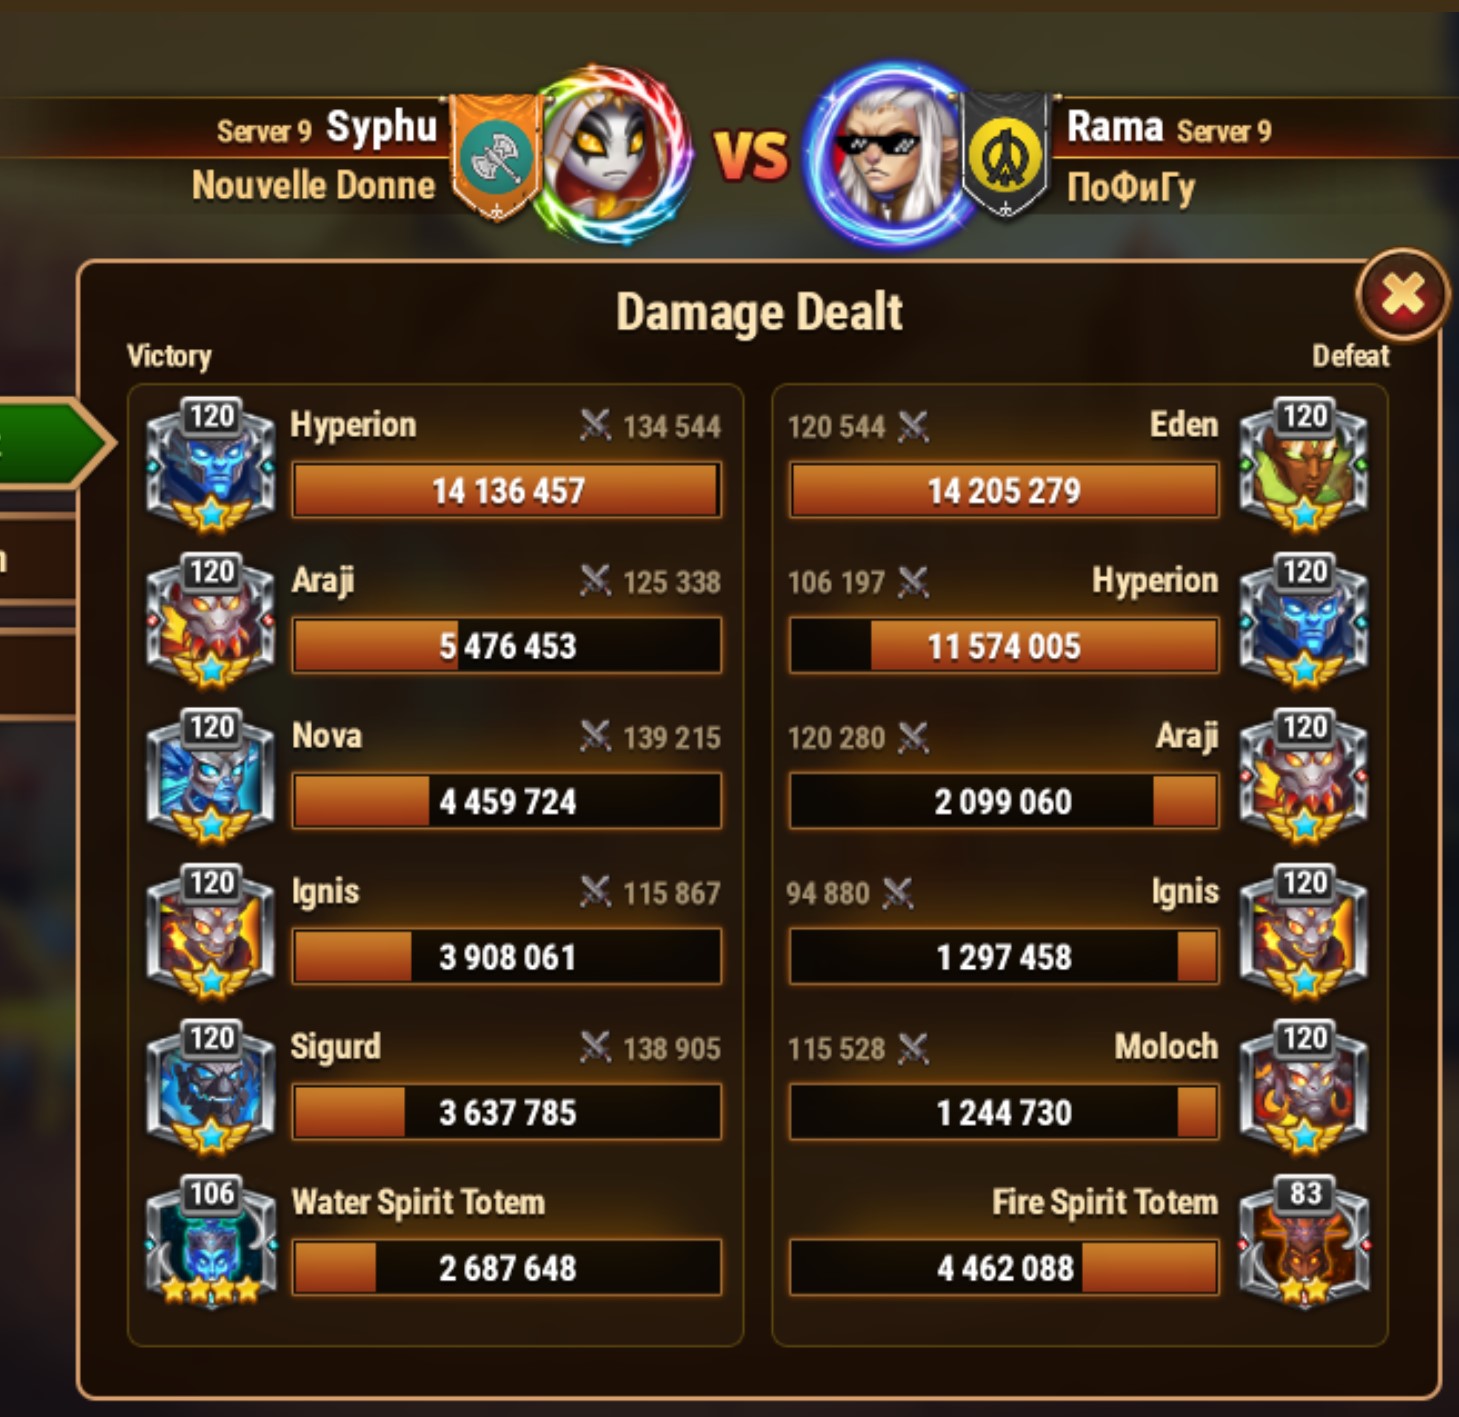 Server 9 Syphu
Nouvelle Donne
VS
Rama Server 9
ПоФиГу
Damage Dealt
Victory
Defeat
120 Hyperion 134 544
14 136 457
120 Araji 125 338
5 476 453
120 Nova 139 215
4 459 724
120 Ignis 115 867
3 908 061
120 Sigurd 138 905
3 637 785
106 Water Spirit Totem
2 687 648
120 544 Eden 120
14 205 279
106 197 Hyperion 120
11 574 005
120 280 Araji 120
2 099 060
94 880 Ignis 120
1 297 458
115 528 Moloch 120
1 244 730
Fire Spirit Totem 83
4 462 088